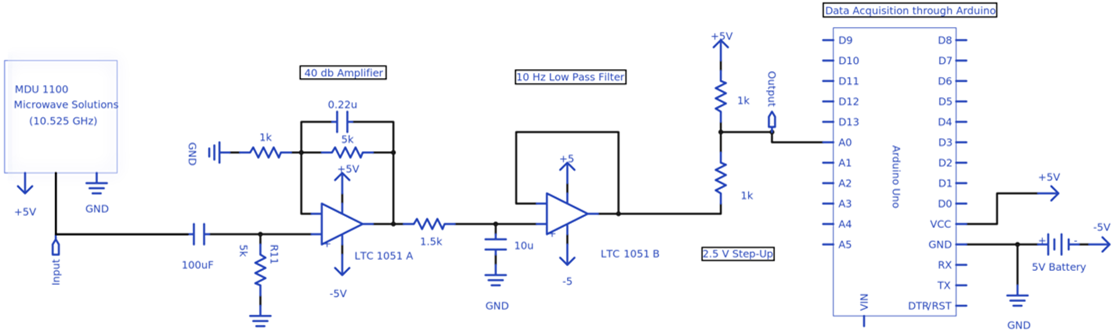 Data Acquisition through Arduino
MDU 1100
Microwave Solutions
(10.525 GHz)
+5V
GND
Input
100uF
R11
5k
40 db Amplifier
0.22u
GND
1k
5k
+5V
+
LTC 1051 A
-5V
1.5k
10u
GND
10 Hz Low Pass Filter
+5
+
LTC 1051 B
-5
+5V
1k
Output
1k
2.5 V Step-Up
D9
D10
D11
D12
D13
A0
A1
A2
A3
A4
A5
Arduino Uno
VIN
D8
D7
D6
D5
D4
D3
D2
D1
D0
VCC
GND
RX
TX
DTR/RST
+5V
-5V
+ -
5V Battery
GND